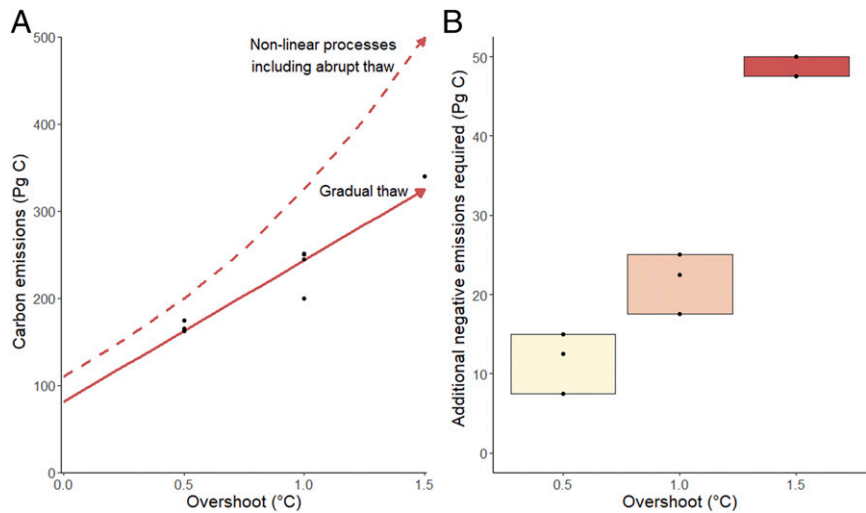 A
Carbon emissions (Pg C)
500
400
300
200
100
0
Non-linear processes
including abrupt thaw
Gradual thaw
0.0
0.5
1.0
1.5
Overshoot (°C)
B
Additional negative emissions required (Pg C)
50
40
30
20
10
0
0.5
1.0
1.5
Overshoot (°C)